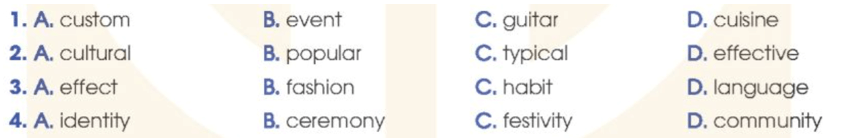 1. A. custom B. event C. guitar D. cuisine
2. A. cultural B. popular C. typical D. effective
3. A. effect B. fashion C. habit D. language
4. A. identity B. ceremony C. festivity D. community